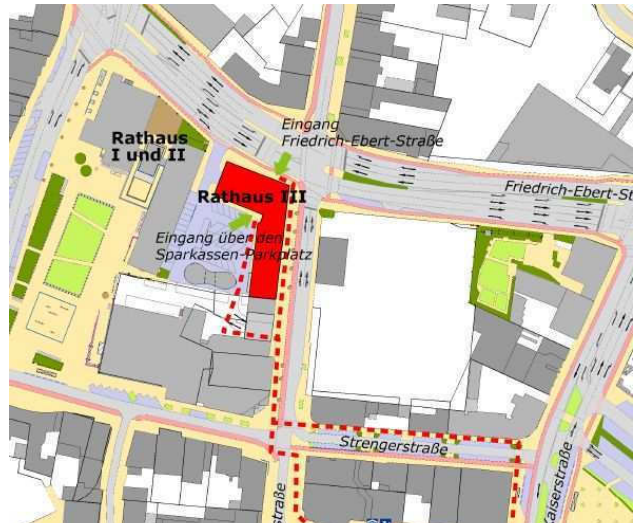 Eingang
Friedrich-Ebert-Straße
Rathaus
I und II
Friedrich-Ebert-St
Rathaus III
Eingang über den
Sparkassen-Parkplatz
Strengerstraße
straße
aiserstraße